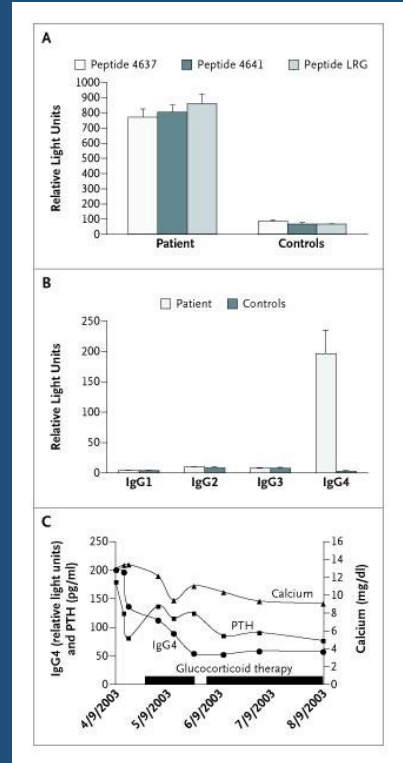 A
Peptide 4637 Peptide 4641 Peptide LRG
Relative Light Units
1000
900
800
700
600
500
400
300
200
100
0
Patient Controls
B
Patient Controls
Relative Light Units
250
200
150
100
50
0
IgG1 IgG2 IgG3 IgG4
C
IgG4 (relative light units)
and PTH (pg/ml)
250
200
150
100
50
0
Calcium
PTH
IgG4
Glucocorticoid therapy
16
14
12
10
8
6
4
2
0
Calcium (mg/dl)
4/9/2003 5/9/2003 6/9/2003 7/9/2003 8/9/2003